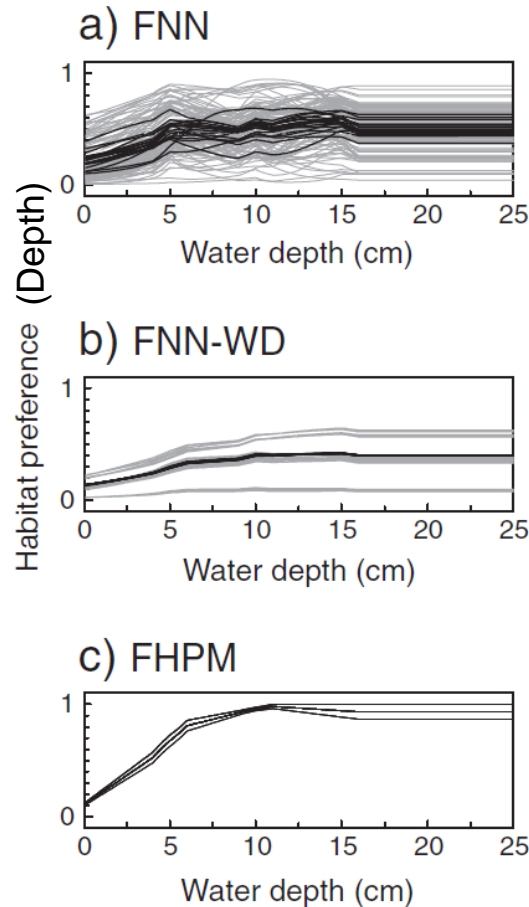 a) FNN
1
0
0 5 10 15 20 25
Water depth (cm)
Habitat preference (Depth)
b) FNN-WD
1
0
0 5 10 15 20 25
Water depth (cm)
c) FHPM
1
0
0 5 10 15 20 25
Water depth (cm)